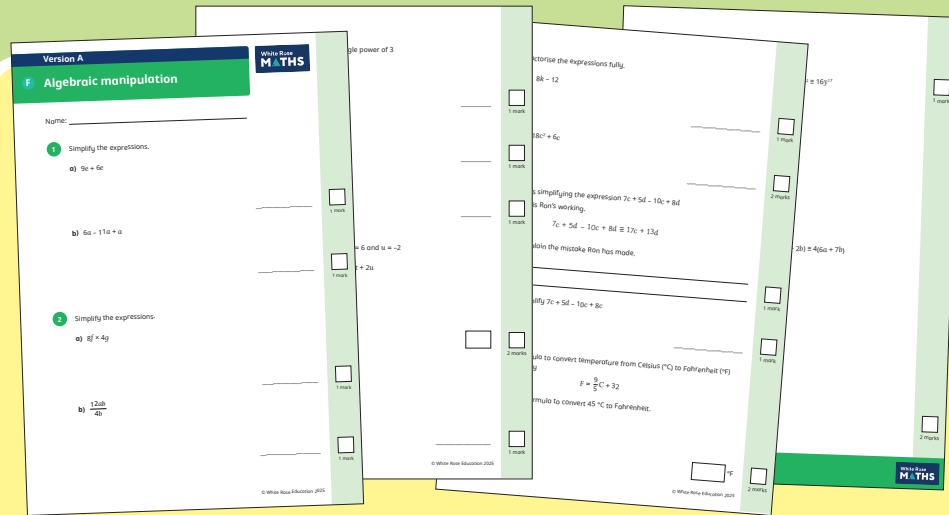 Version A
White Rose
MATHS
F Algebraic manipulation
Name:
1 Simplify the expressions.
a) 9e + 6e
1 mark
b) 6a – 11a + a
1 mark
2 Simplify the expressions.
a) 8f × 4g
1 mark
b) 12ab
4b
1 mark
© White Rose Education 2025
gle power of 3
1 mark
1 mark
1 mark
= 6 and u = –2
t + 2u
2 marks
1 mark
© White Rose Education 2025
ctorise the expressions fully.
8k – 12
1 mark
18c² + 6c
2 marks
s simplifying the expression 7c + 5d – 10c + 8d
is Ron's working.
7c + 5d – 10c + 8d ≡ 17c + 13d
lain the mistake Ron has made.
1 mark
lify 7c + 5d – 10c + 8c
1 mark
ula to convert temperature from Celsius (°C) to Fahrenheit (°F)
y
F = 9/5 C + 32
rmula to convert 45 °C to Fahrenheit.
°F
2 marks
© White Rose Education 2025
≡ 16y¹⁷
1 mark
2b) ≡ 4(6a + 7b)
2 marks
White Rose
MATHS